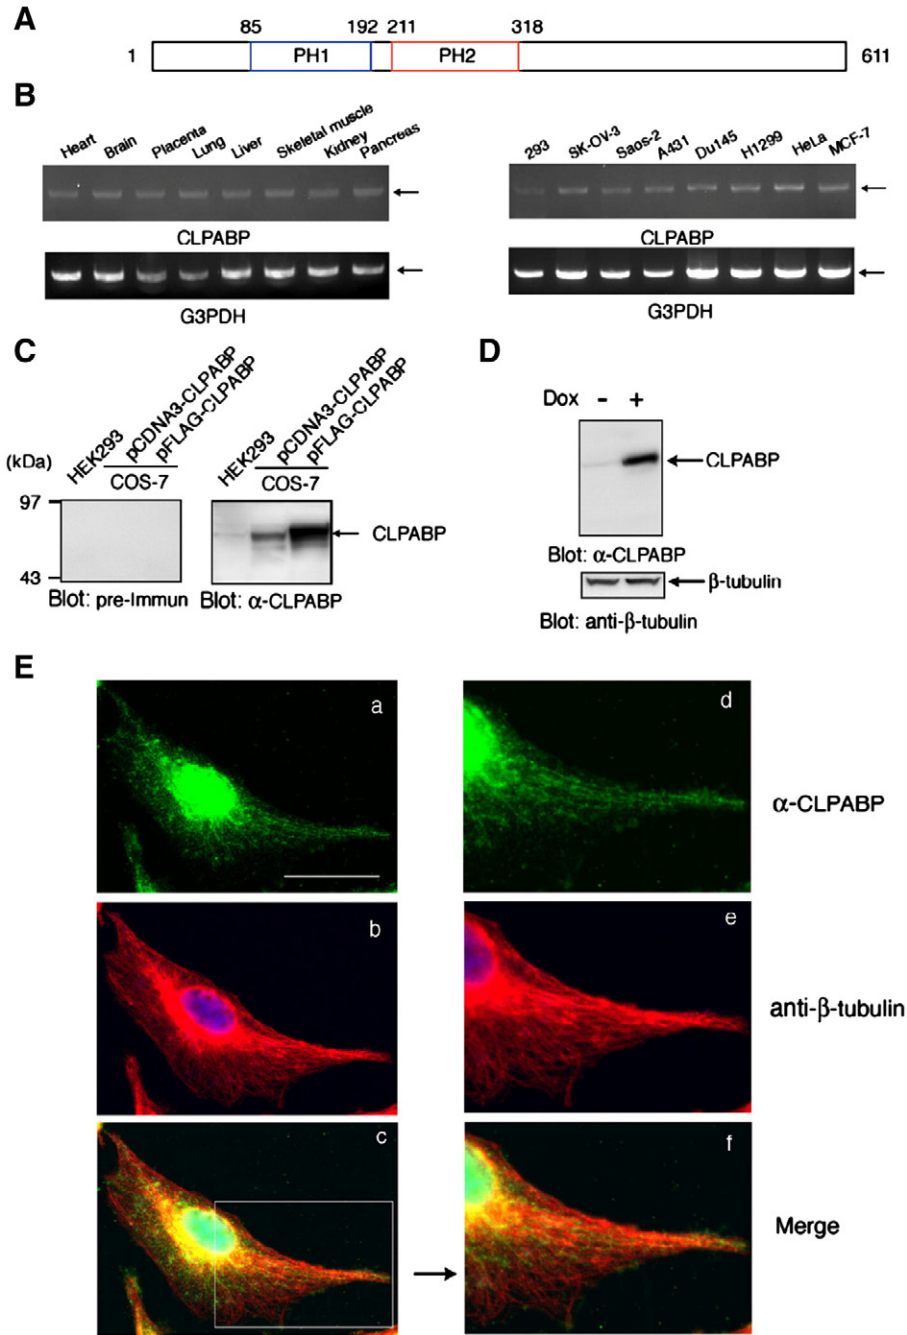 A
85 192 211 318
1 PH1 PH2 611
B
Heart Brain Placenta Lung Liver Skeletal muscle Kidney Pancreas
293 SK-OV-3 Saos-2 A431 Du145 H1299 HeLa MCF-7
CLPABP
CLPABP
G3PDH
G3PDH
C
HEK293 pCDNA3-CLPABP pFLAG-CLPABP
HEK293 pCDNA3-CLPABP pFLAG-CLPABP
(kDa)
COS-7
COS-7
97
43
CLPABP
Blot: pre-Immun
Blot: α-CLPABP
D
Dox - +
CLPABP
Blot: α-CLPABP
β-tubulin
Blot: anti-β-tubulin
E
a
d
α-CLPABP
b
e
anti-β-tubulin
c
f
Merge